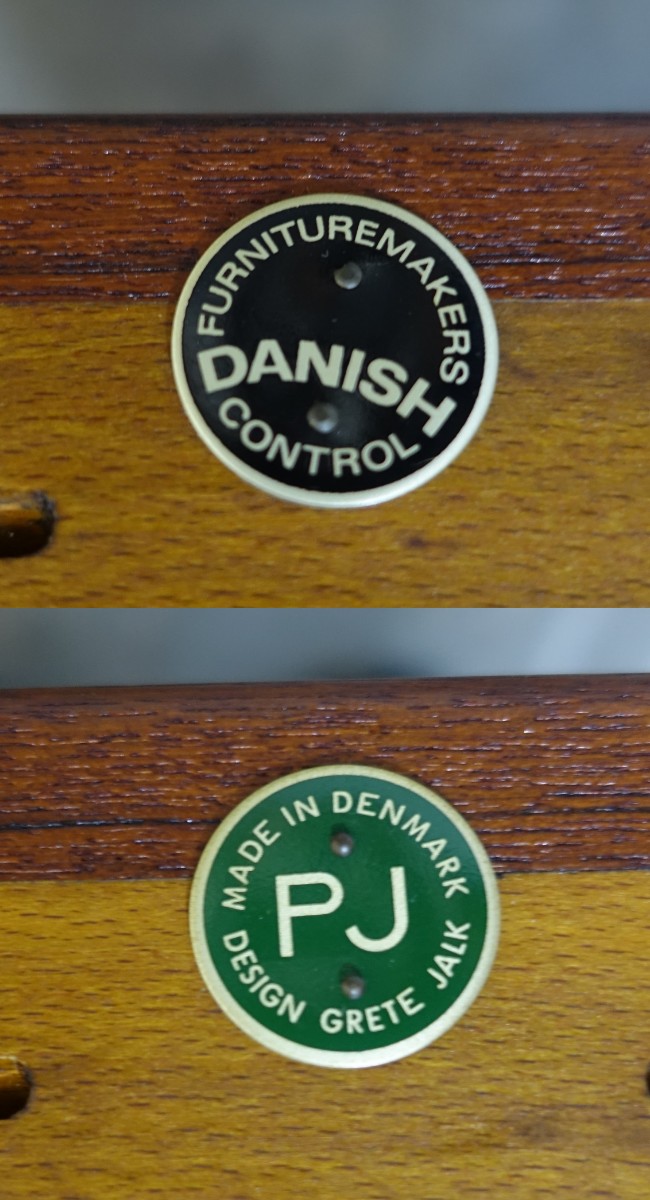 FURNITUREMAKERS
DANISH
CONTROL
MADE IN DENMARK
PJ
DESIGN GRETE JALK